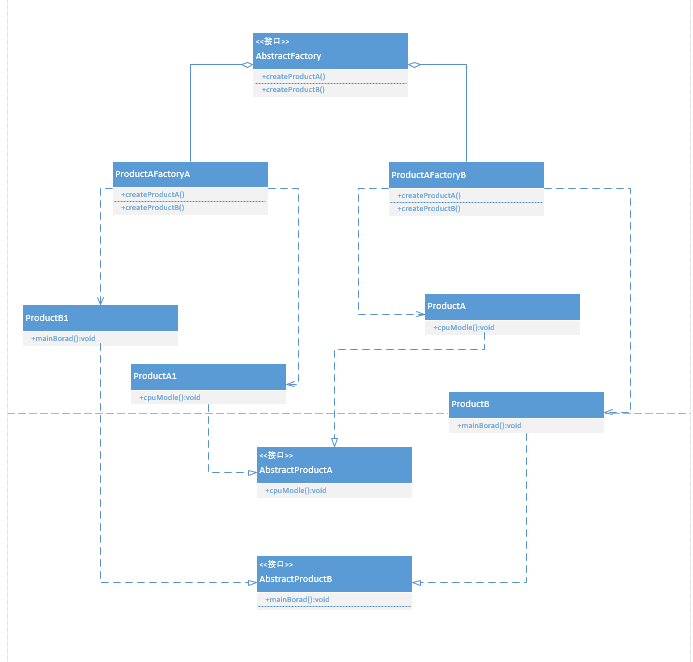 <<接口>>
AbstractFactory
+createProductA()
+createProductB()
ProductAFactoryA
+createProductA()
+createProductB()
ProductAFactoryB
+createProductA()
+createProductB()
ProductB1
+mainBorad():void
ProductA
+cpuModle():void
ProductA1
+cpuModle():void
ProductB
+mainBorad():void
<<接口>>
AbstractProductA
+cpuModle():void
<<接口>>
AbstractProductB
+mainBorad():void